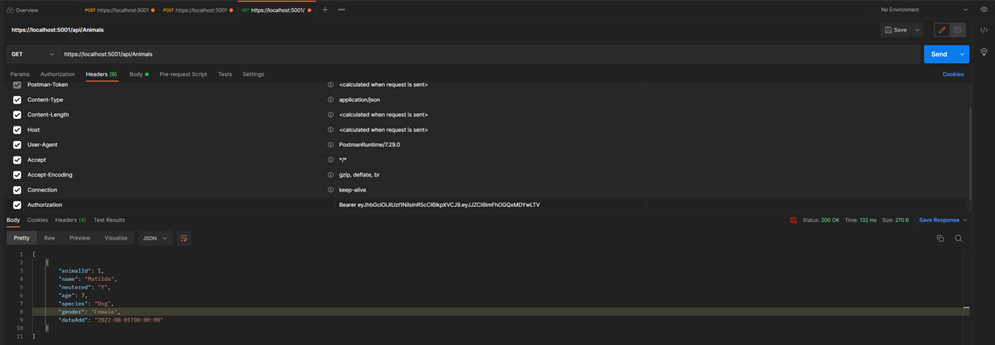 Overview
POST https://localhost:5001
POST https://localhost:5001
GET https://localhost:5001/
No Environment
https://localhost:5001/api/Animals
Save
GET
https://localhost:5001/api/Animals
Send
Params Authorization Headers (9) Body Pre-request Script Tests Settings Cookies
Postman-Token <calculated when request is sent>
Content-Type application/json
Content-Length <calculated when request is sent>
Host <calculated when request is sent>
User-Agent PostmanRuntime/7.29.0
Accept */*
Accept-Encoding gzip, deflate, br
Connection keep-alive
Authorization Bearer
Body Cookies Headers (4) Test Results Status: 200 OK Time: 132 ms Size: 270 B Save Response
Pretty Raw Preview Visualize JSON
1 [
2 {
3 "animalId": 1,
4 "name": "Matilda",
5 "neutered": "Y",
6 "age": 7,
7 "species": "Dog",
8 "gender": "Female",
9 "dateAdd": "2022-08-01T00:00:00"
10 }
11 ]